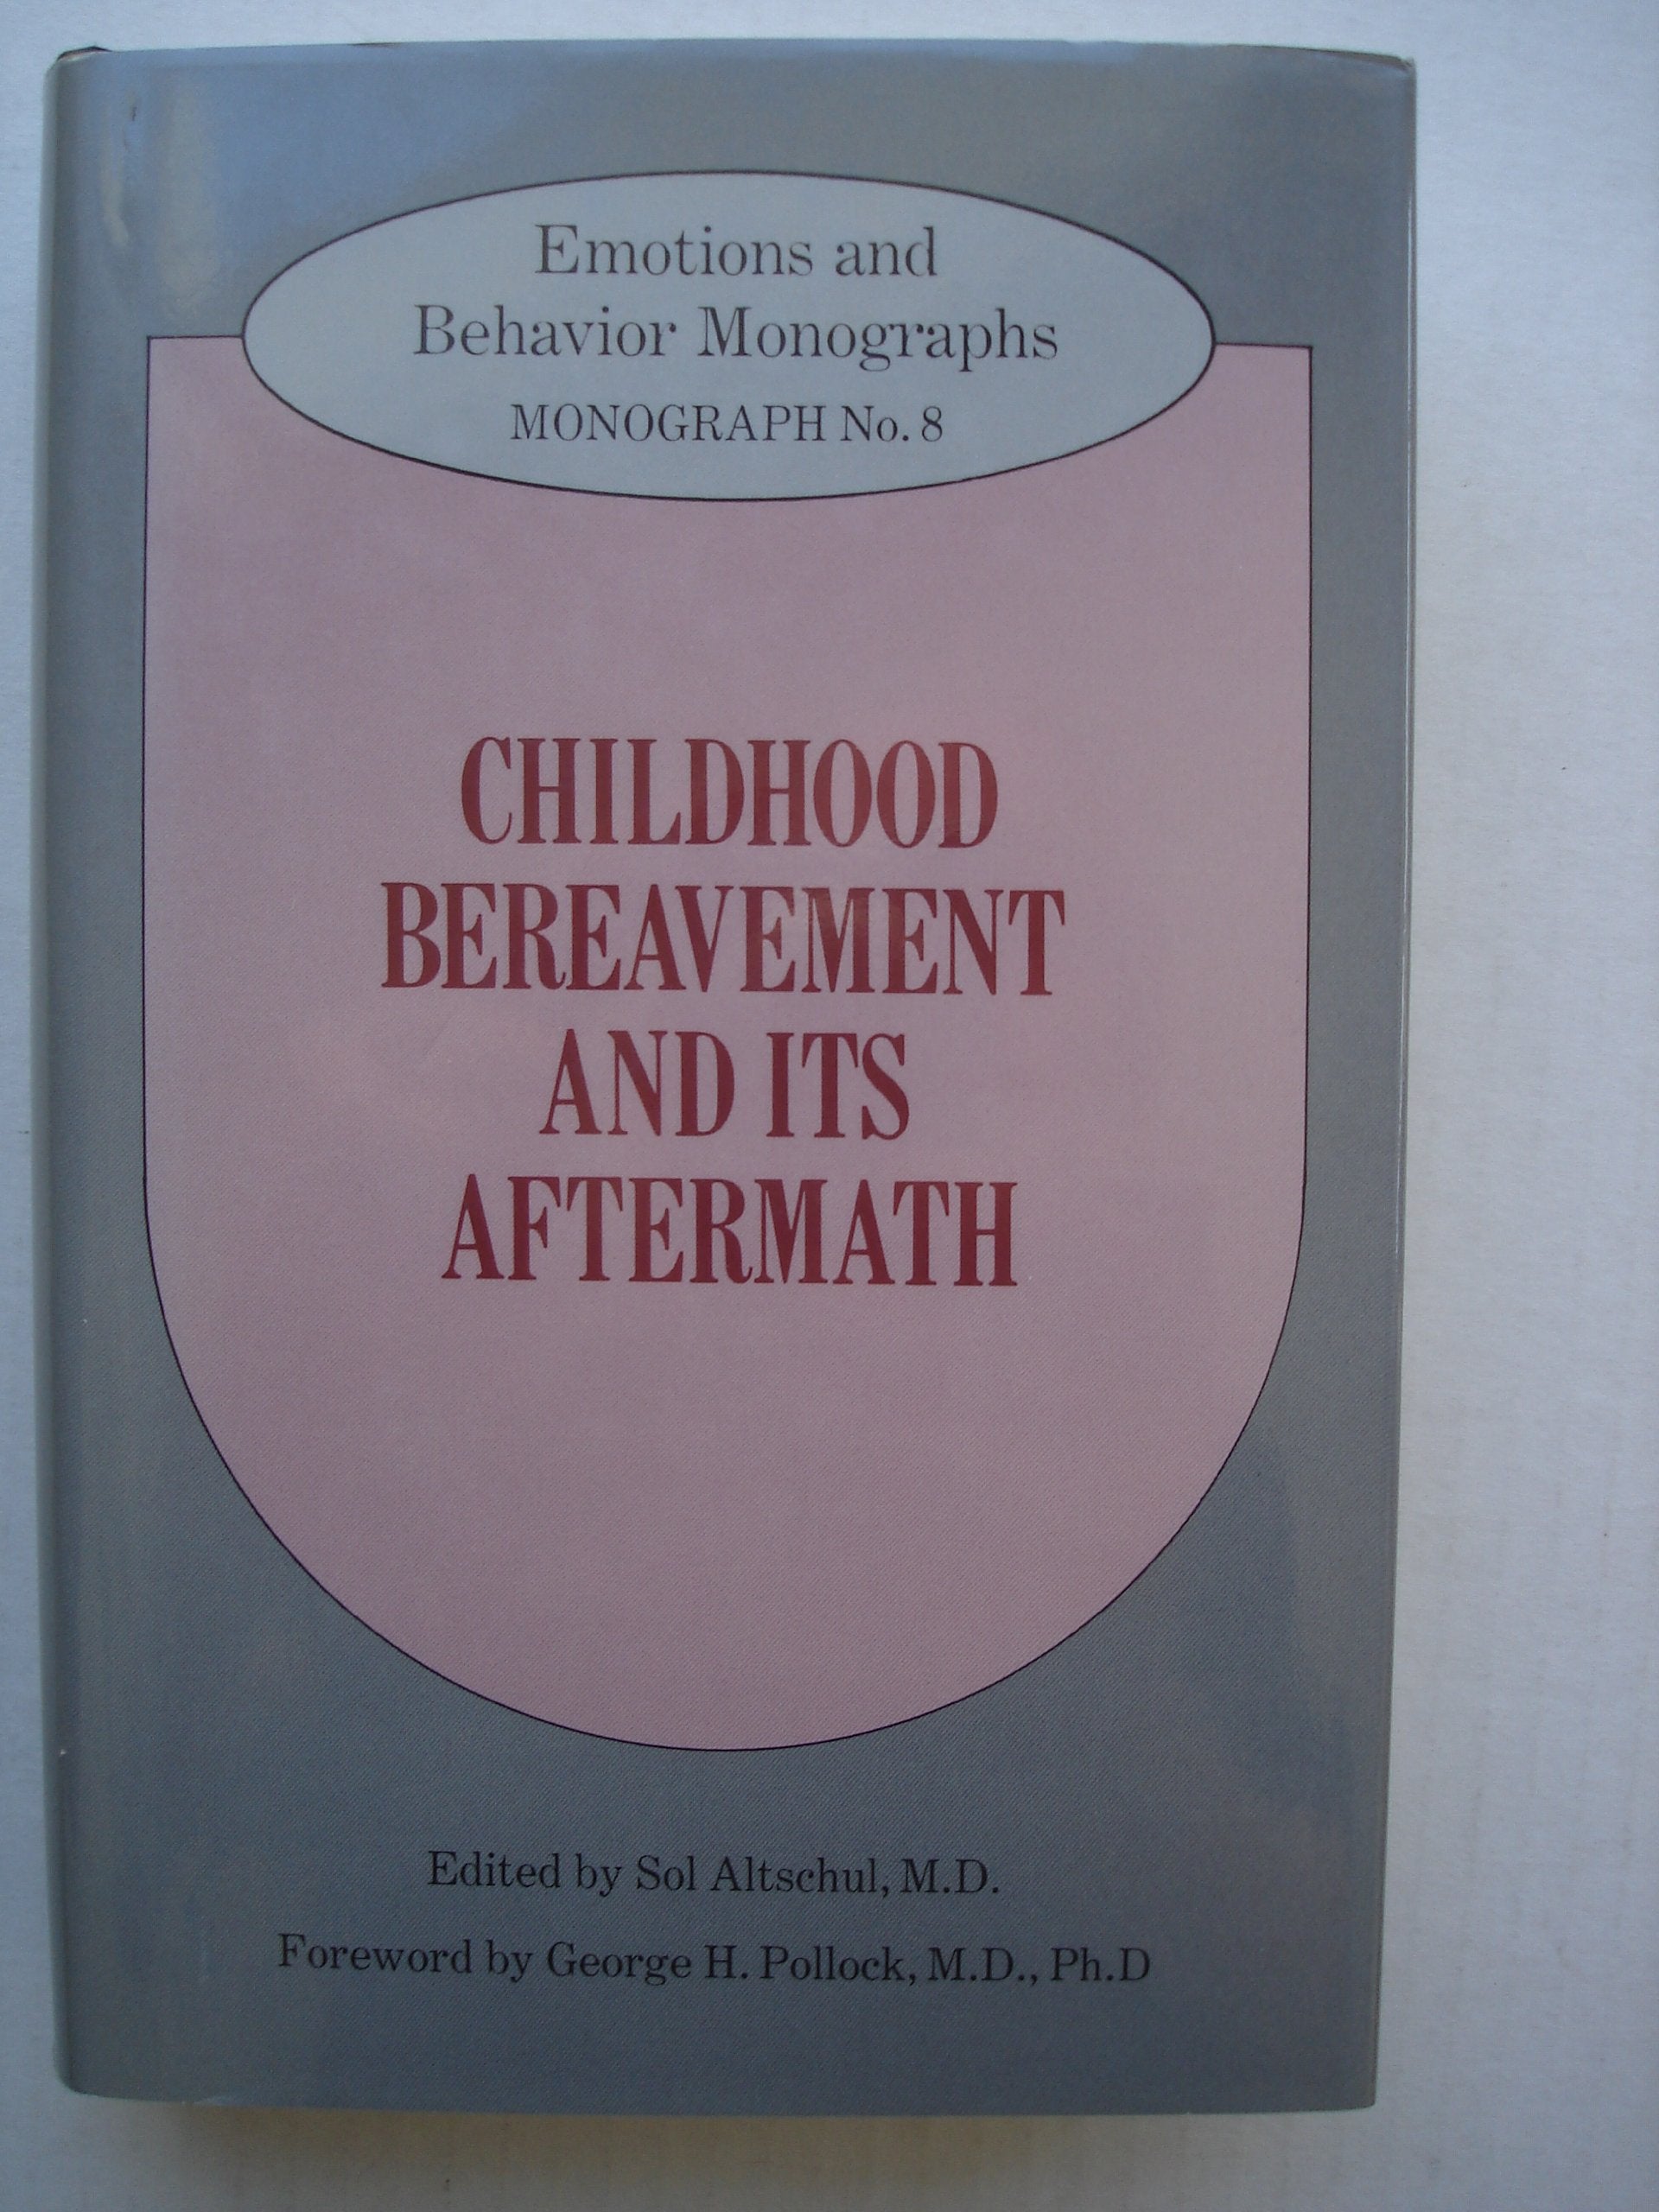 Emotions and
Behavior Monographs
MONOGRAPH No. 8
CHILDHOOD
BEREAVEMENT
AND ITS
AFTERMATH
Edited by Sol Altschul, M.D.
Foreword by George H. Pollock, M.D., Ph.D